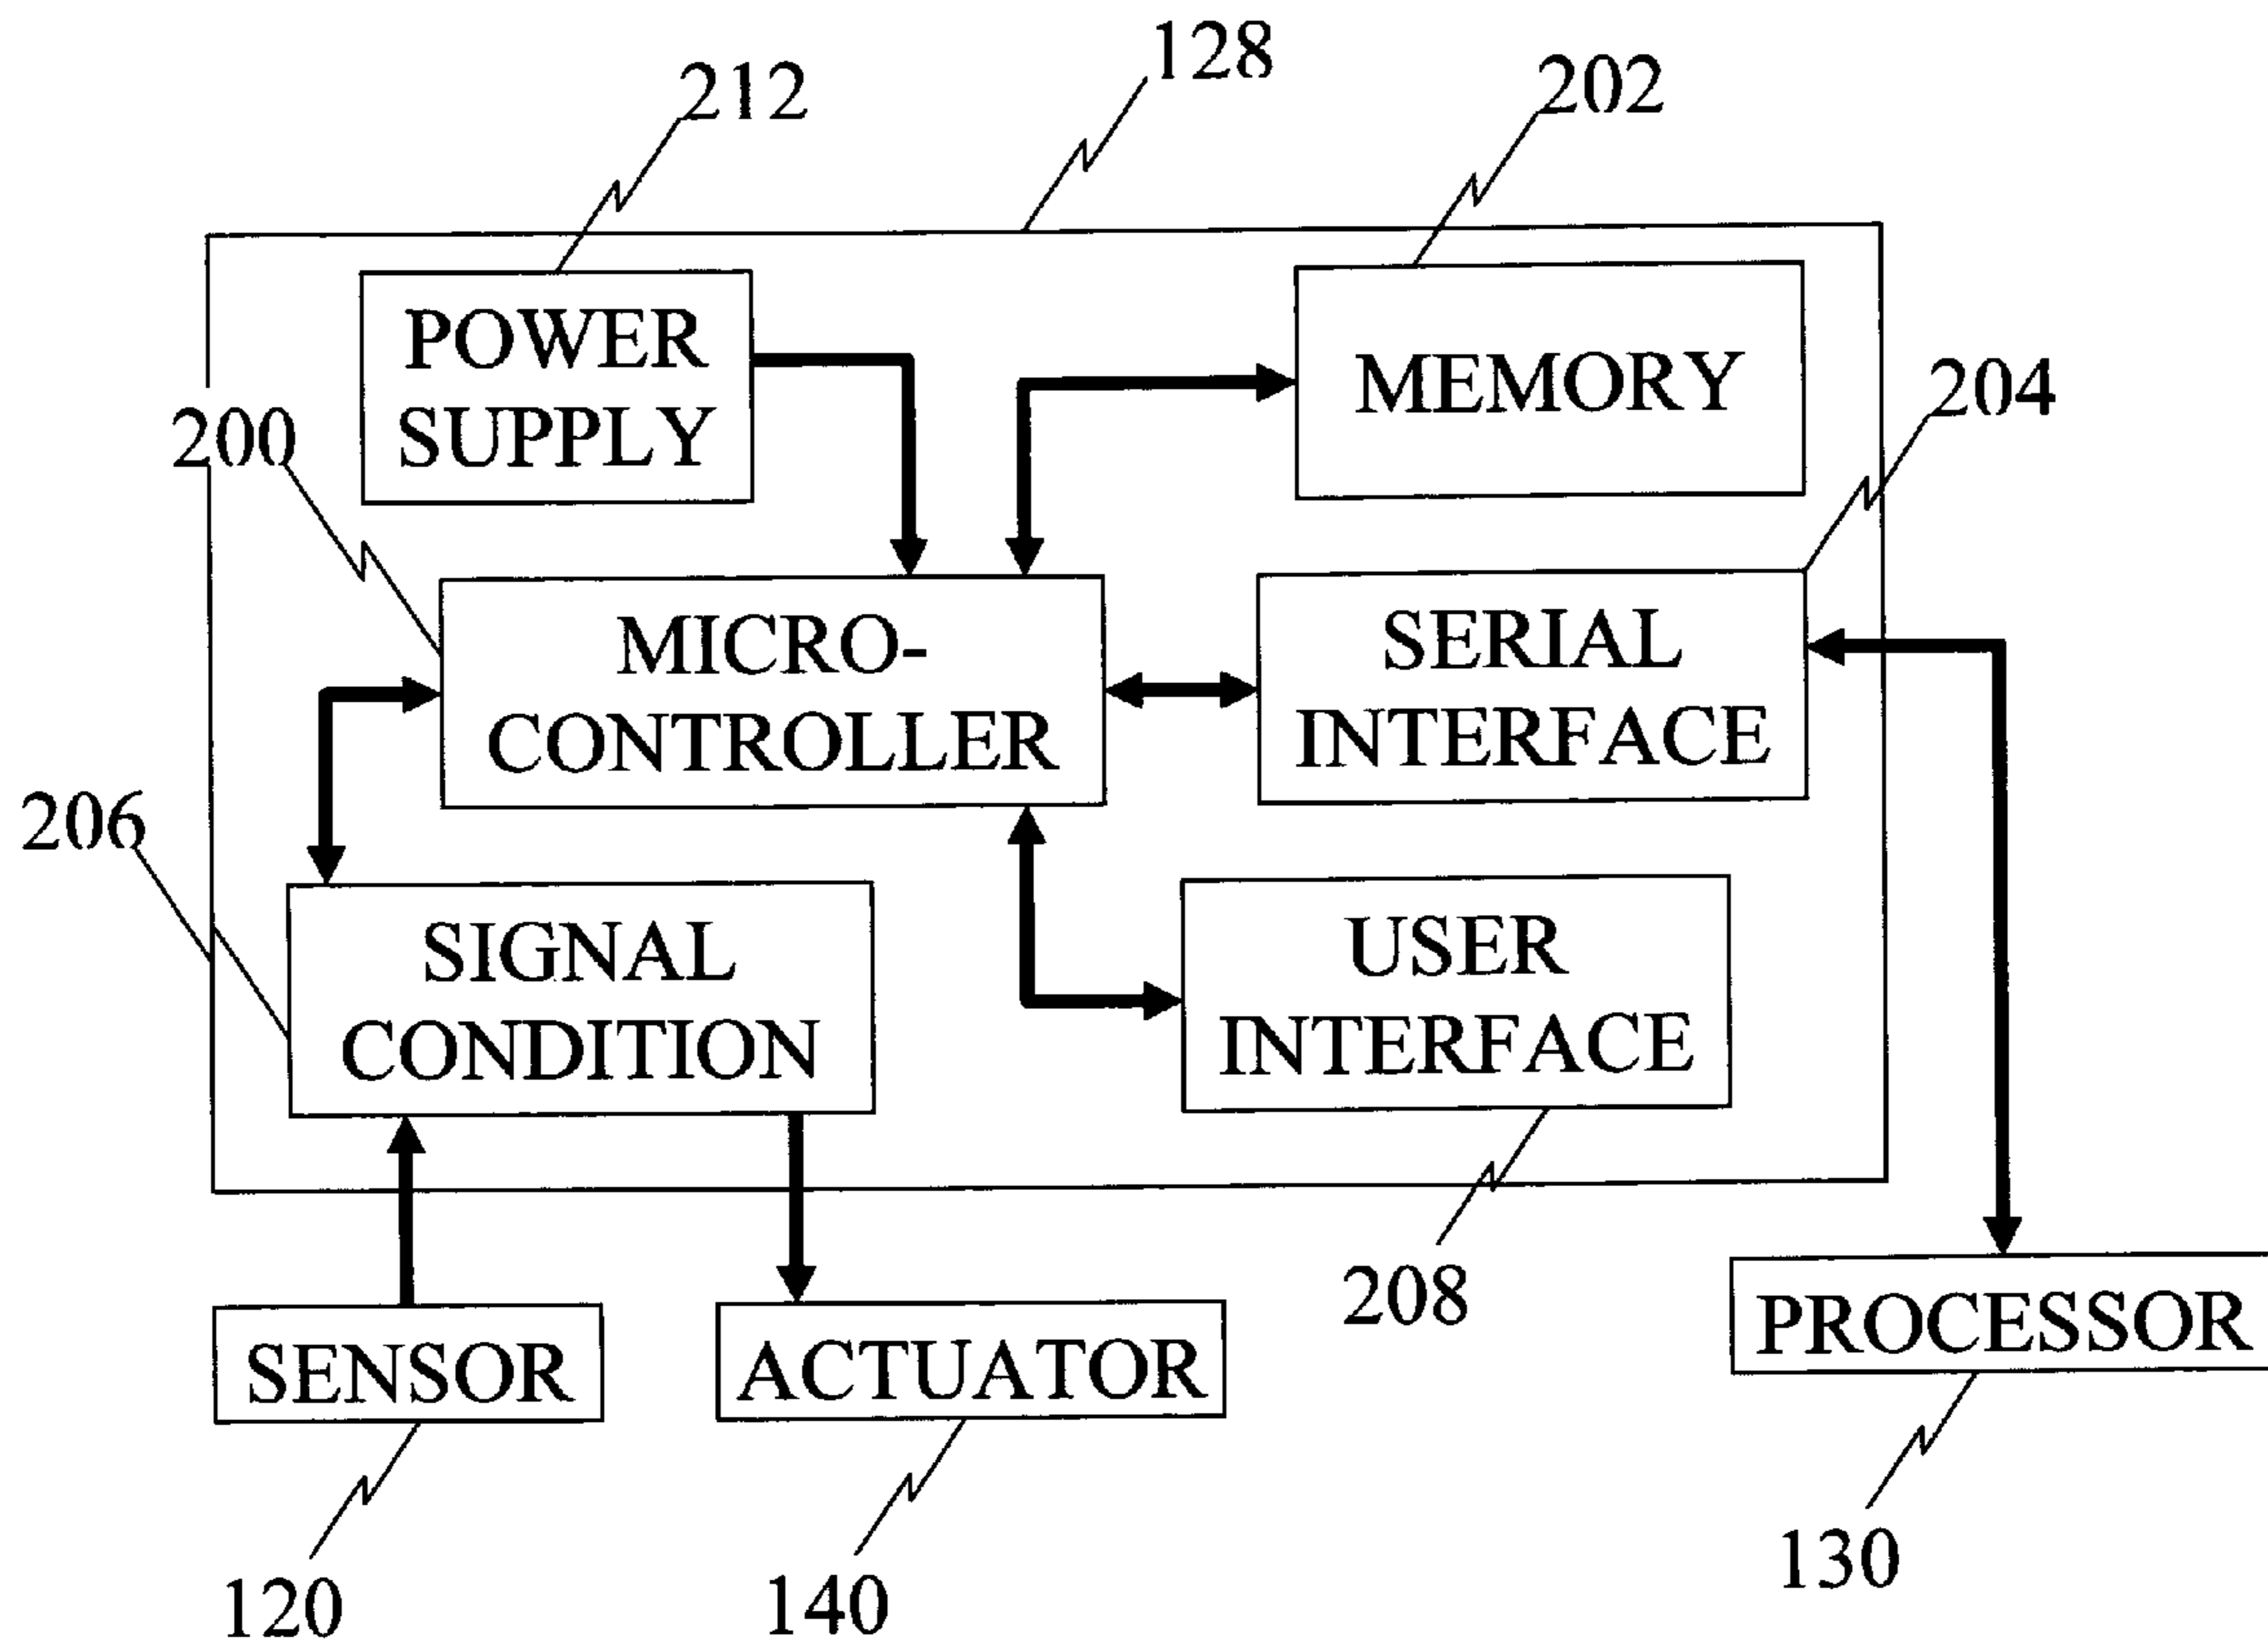 128
202
212
POWER
SUPPLY
MEMORY
204
200
MICRO-
CONTROLLER
SERIAL
INTERFACE
206
SIGNAL
CONDITION
USER
INTERFACE
208
SENSOR
ACTUATOR
PROCESSOR
120
140
130